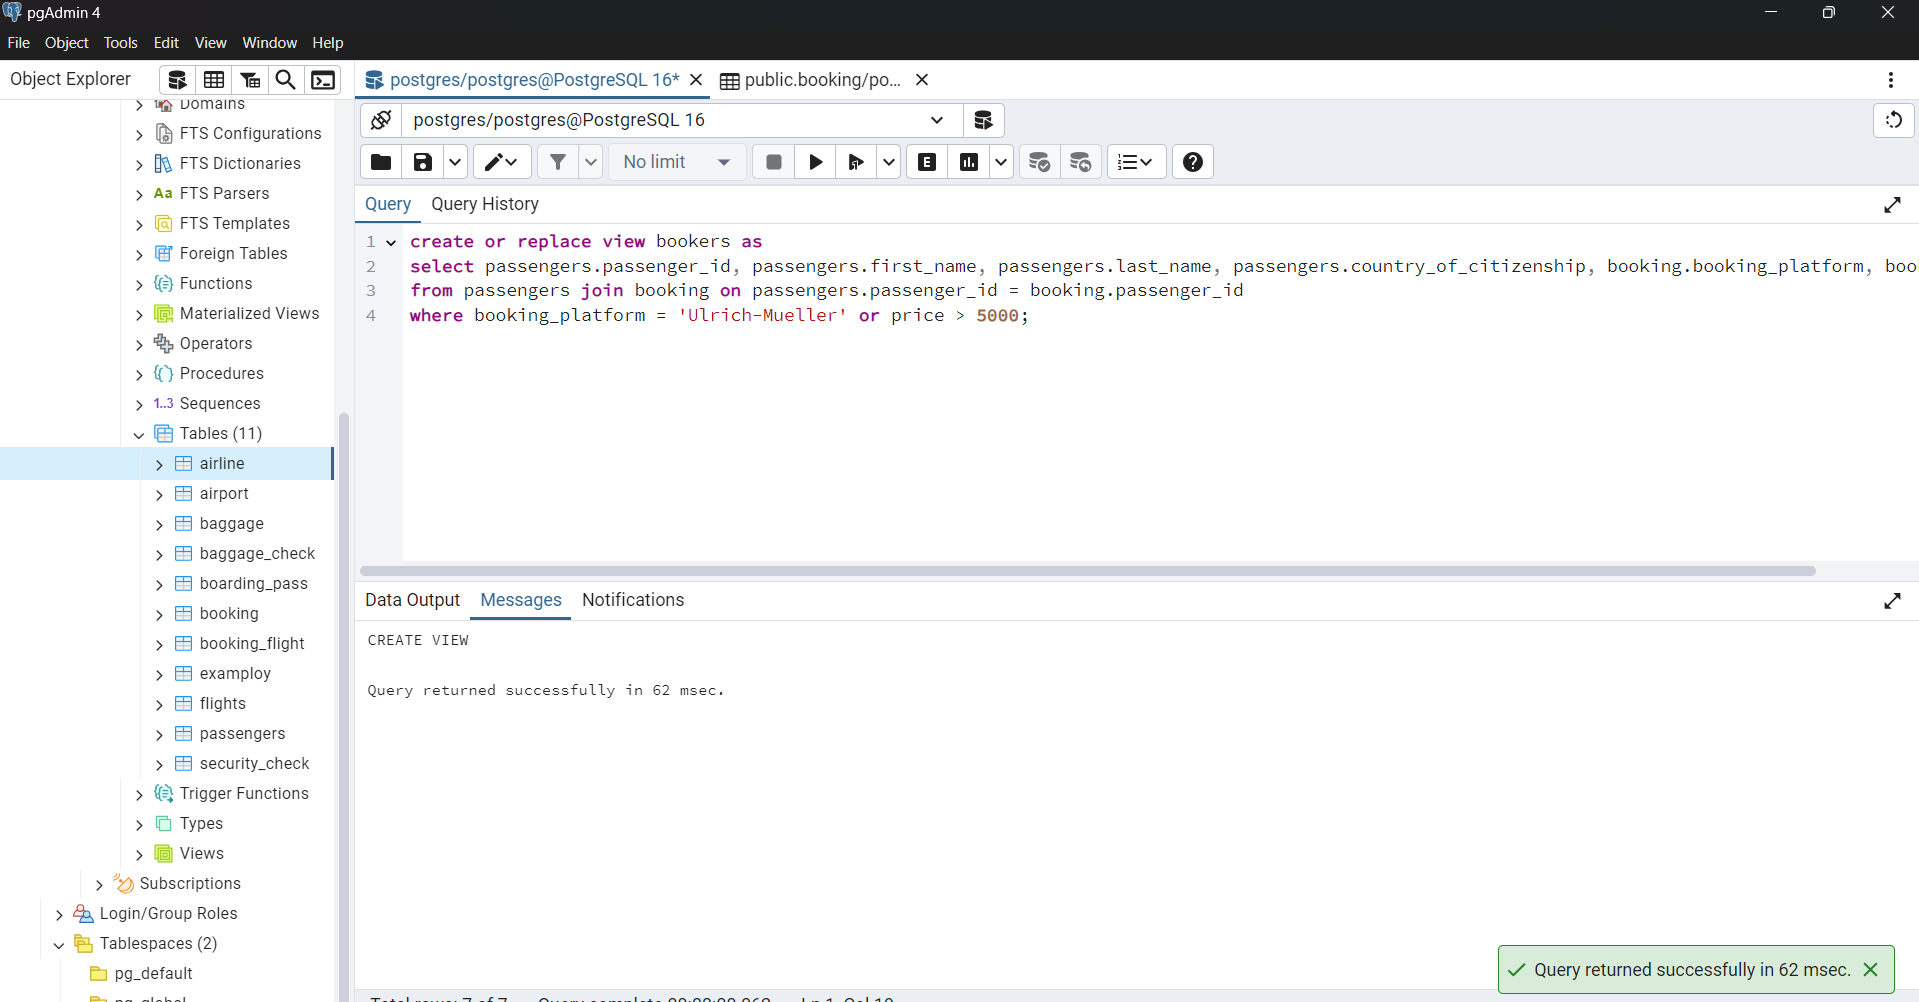 pgAdmin 4
File Object Tools Edit View Window Help
Object Explorer
postgres/postgres@PostgreSQL 16*
public.booking/po...
Domains
FTS Configurations
FTS Dictionaries
Aa FTS Parsers
FTS Templates
Foreign Tables
Functions
Materialized Views
Operators
Procedures
1..3 Sequences
Tables (11)
airline
airport
baggage
baggage_check
boarding_pass
booking
booking_flight
examploy
flights
passengers
security_check
Trigger Functions
Types
Views
Subscriptions
Login/Group Roles
Tablespaces (2)
pg_default
pg_global
postgres/postgres@PostgreSQL 16
No limit
E
Query Query History
1 create or replace view bookers as
2 select passengers.passenger_id, passengers.first_name, passengers.last_name, passengers.country_of_citizenship, booking.booking_platform, boo
3 from passengers join booking on passengers.passenger_id = booking.passenger_id
4 where booking_platform = 'Ulrich-Mueller' or price > 5000;
Data Output Messages Notifications
CREATE VIEW
Query returned successfully in 62 msec.
Query returned successfully in 62 msec.